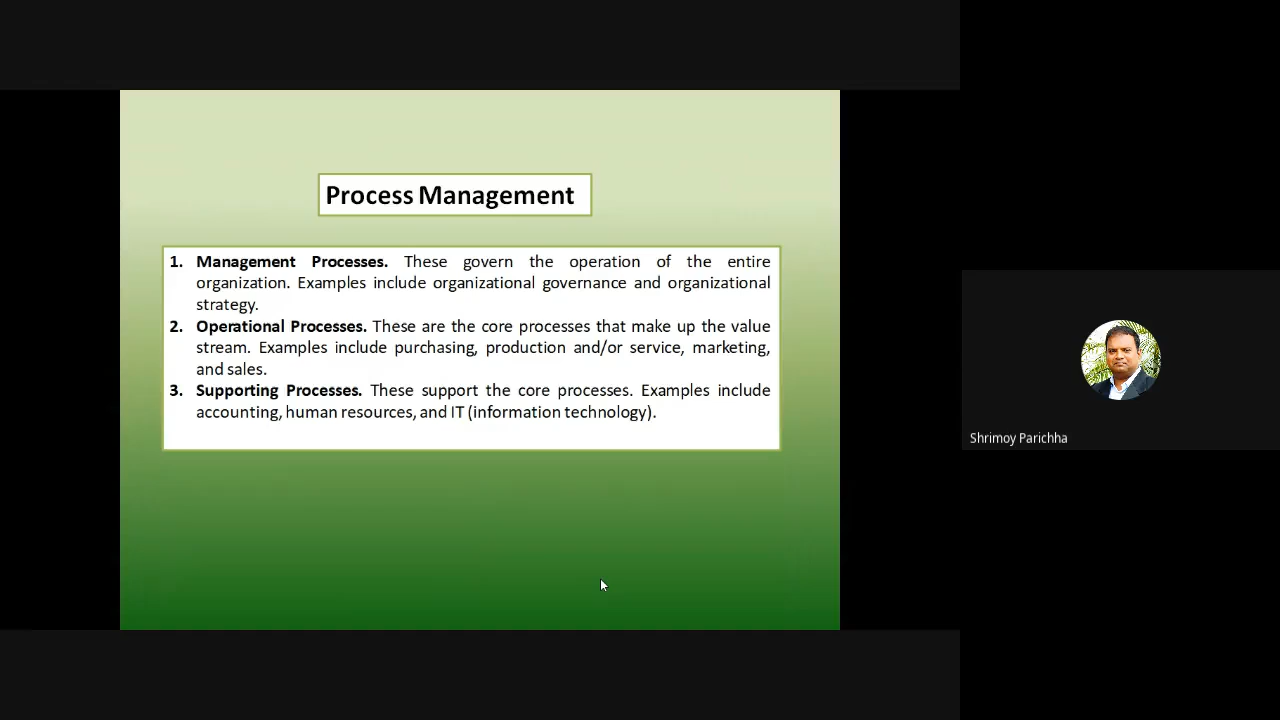 Process Management
1. Management Processes. These govern the operation of the entire
organization. Examples include organizational governance and organizational
strategy.
2. Operational Processes. These are the core processes that make up the value
stream. Examples include purchasing, production and/or service, marketing,
and sales.
3. Supporting Processes. These support the core processes. Examples include
accounting, human resources, and IT (information technology).
Shrimoy Parichha